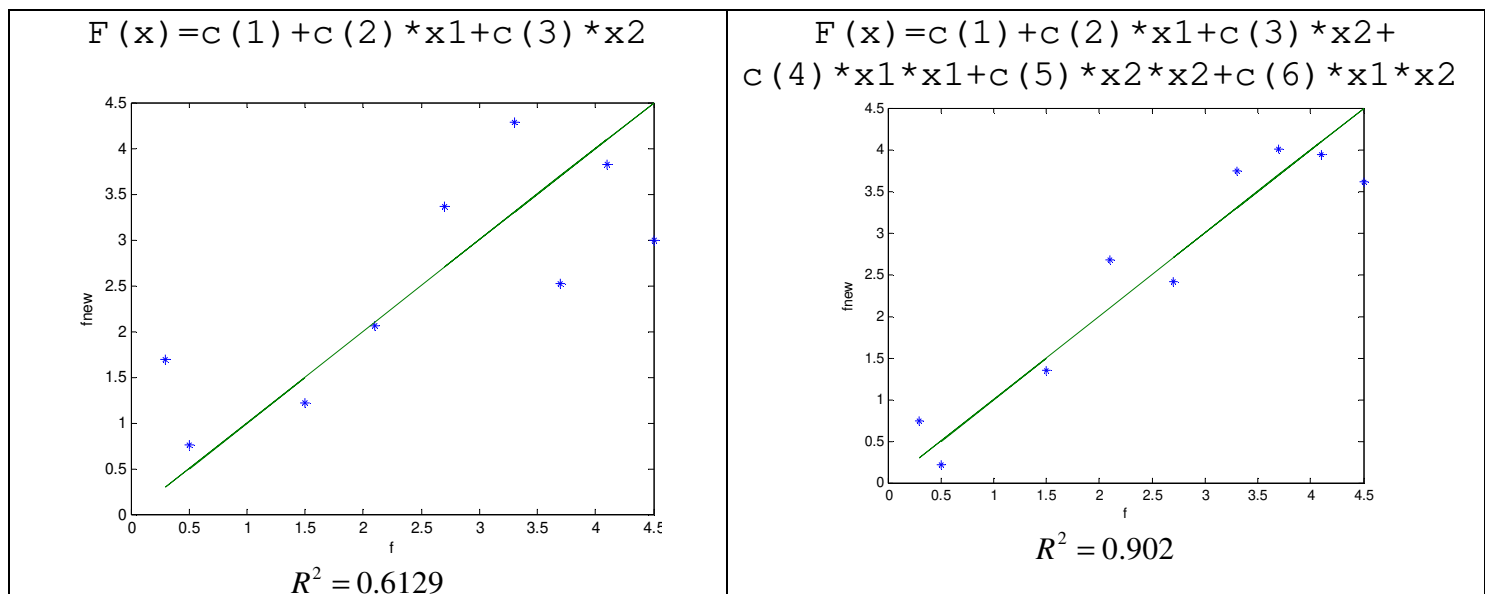 F(x)=c(1)+c(2)*x1+c(3)*x2
4.5
4
3.5
3
2.5
2
1.5
1
0.5
0
fnew
0 0.5 1 1.5 2 2.5 3 3.5 4 4.5
f
R² = 0.6129
F(x)=c(1)+c(2)*x1+c(3)*x2+
c(4)*x1*x1+c(5)*x2*x2+c(6)*x1*x2
4.5
4
3.5
3
2.5
2
1.5
1
0.5
0
fnew
0 0.5 1 1.5 2 2.5 3 3.5 4 4.5
f
R² = 0.902